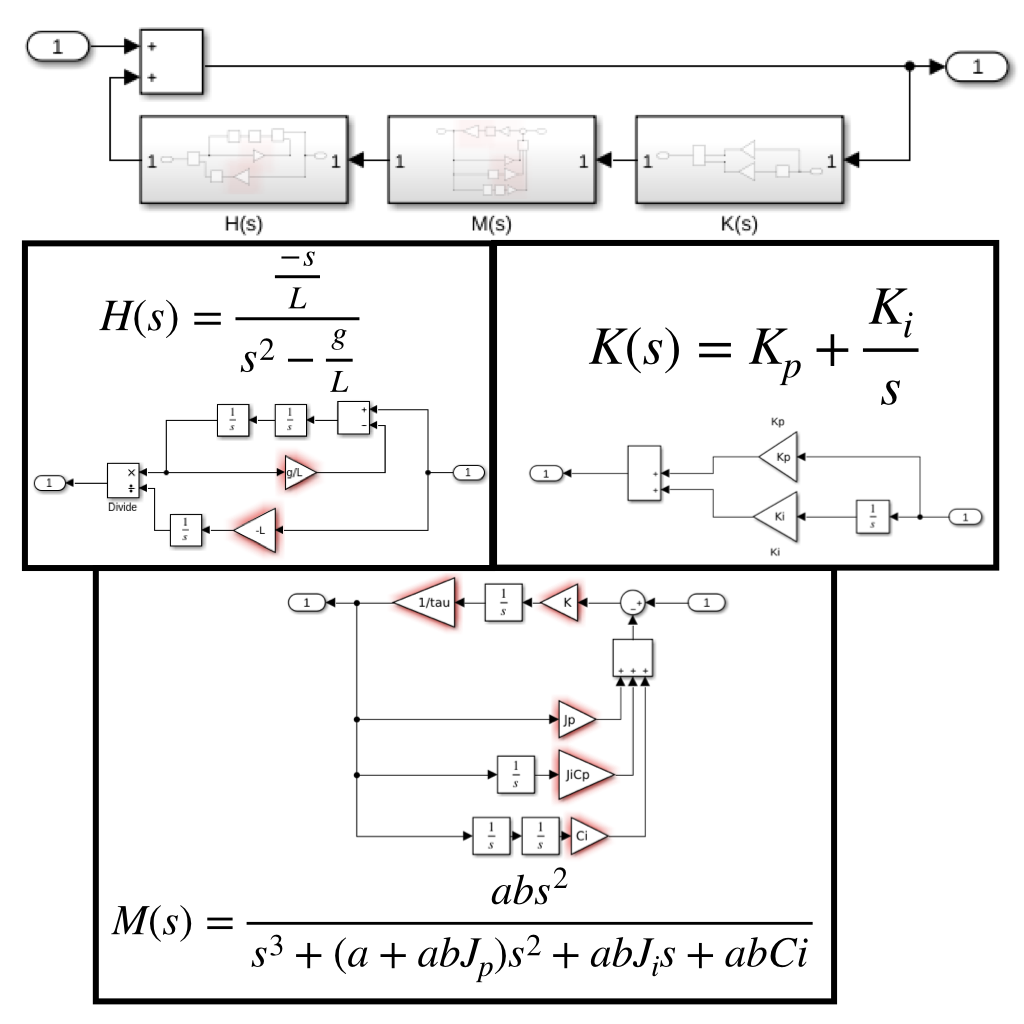 1
+
+
1
1 1 1 1 1 1
H(s) M(s) K(s)
H(s) = \frac{\frac{-s}{L}}{s^2 - \frac{g}{L}}
K(s) = K_p + \frac{K_i}{s}
\frac{1}{s} \frac{1}{s} + −
g/L
1 × ÷ 1
Divide
\frac{1}{s} -L
Kp
Kp
1 + +
Ki \frac{1}{s} 1
Ki
1 1/tau \frac{1}{s} K + − 1
+ + +
Jp
\frac{1}{s} JiCp
\frac{1}{s} \frac{1}{s} Ci
M(s) = \frac{abs^2}{s^3 + (a + abJ_p)s^2 + abJ_is + abCi}